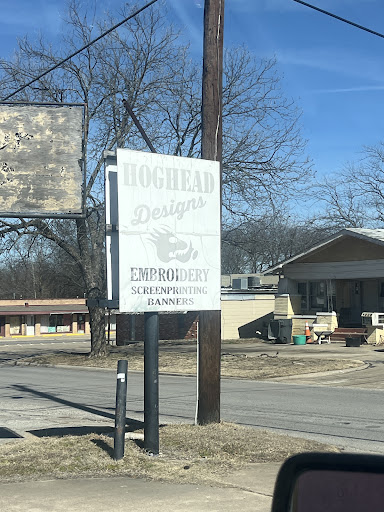 HOGHEAD
Designs
EMBROIDERY
SCREENPRINTING
BANNERS